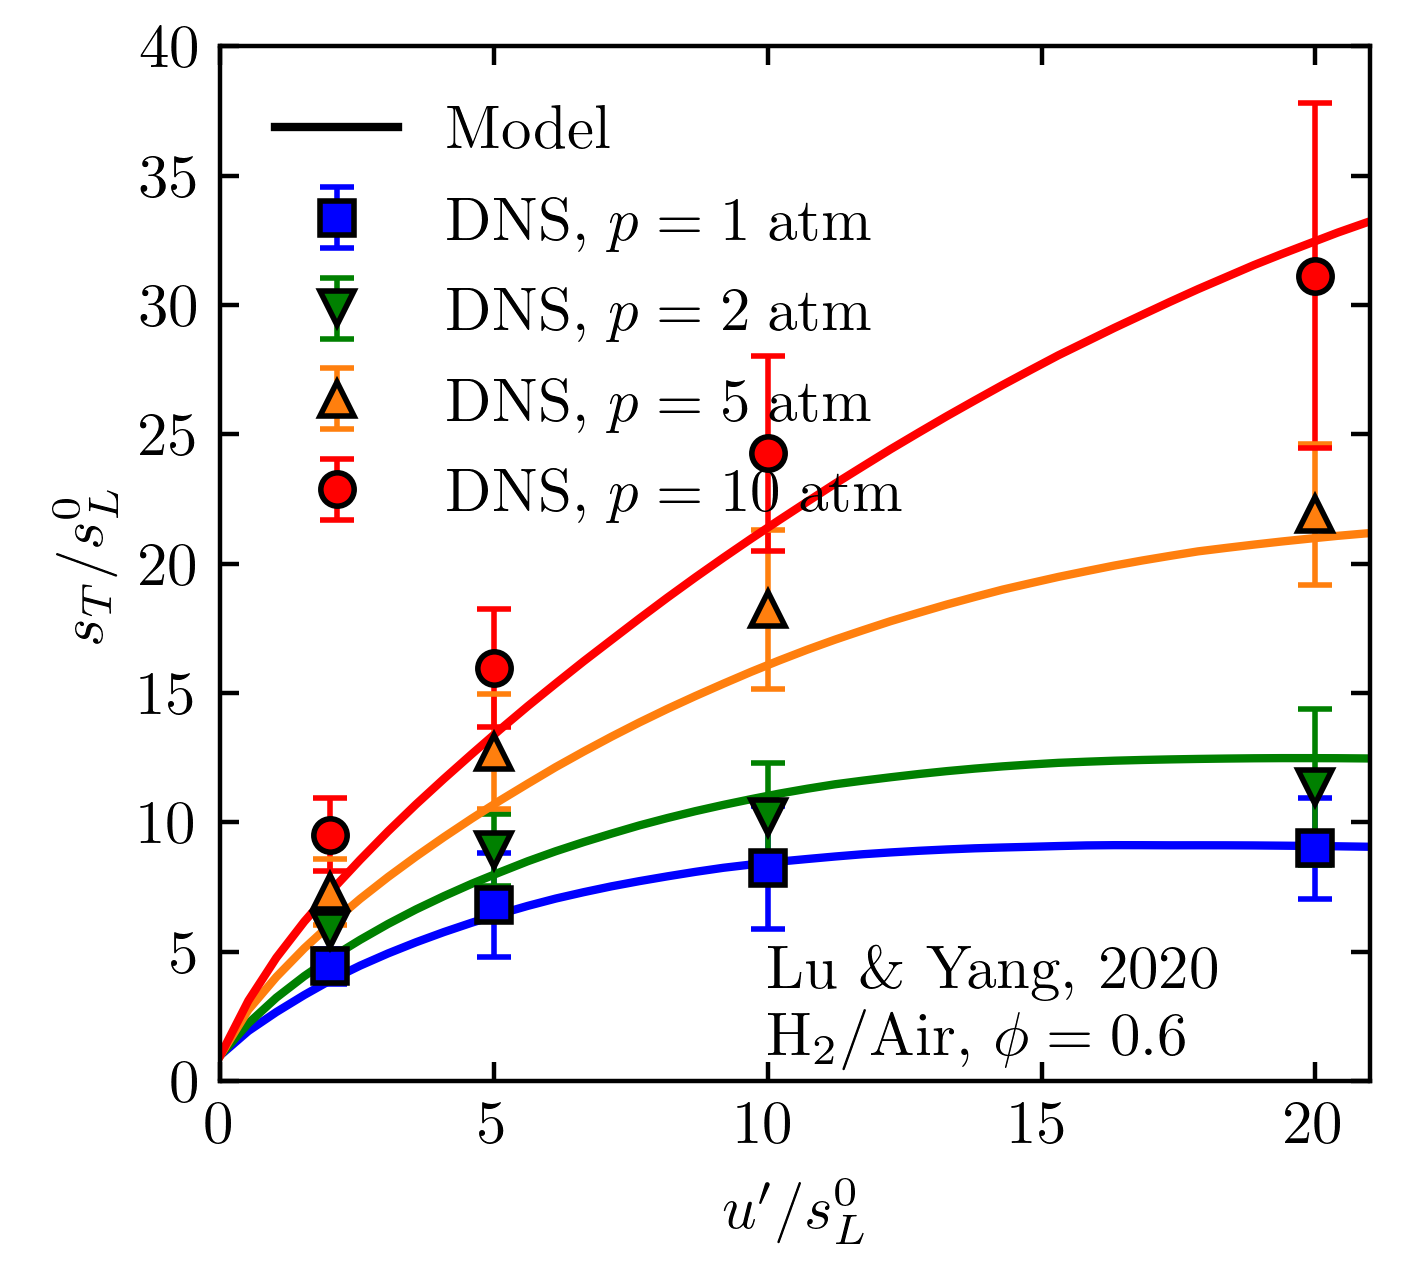 40
35
30
25
20
15
10
5
0
s_T/s_L^0
Model
DNS, p = 1 atm
DNS, p = 2 atm
DNS, p = 5 atm
DNS, p = 10 atm
Lu & Yang, 2020
H₂/Air, ϕ = 0.6
0 5 10 15 20
u′/s_L^0